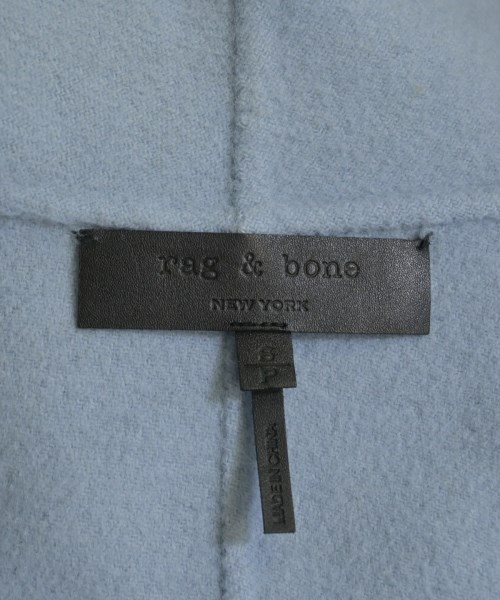 rag & bone
NEW YORK
S
P
MADE IN CHINA